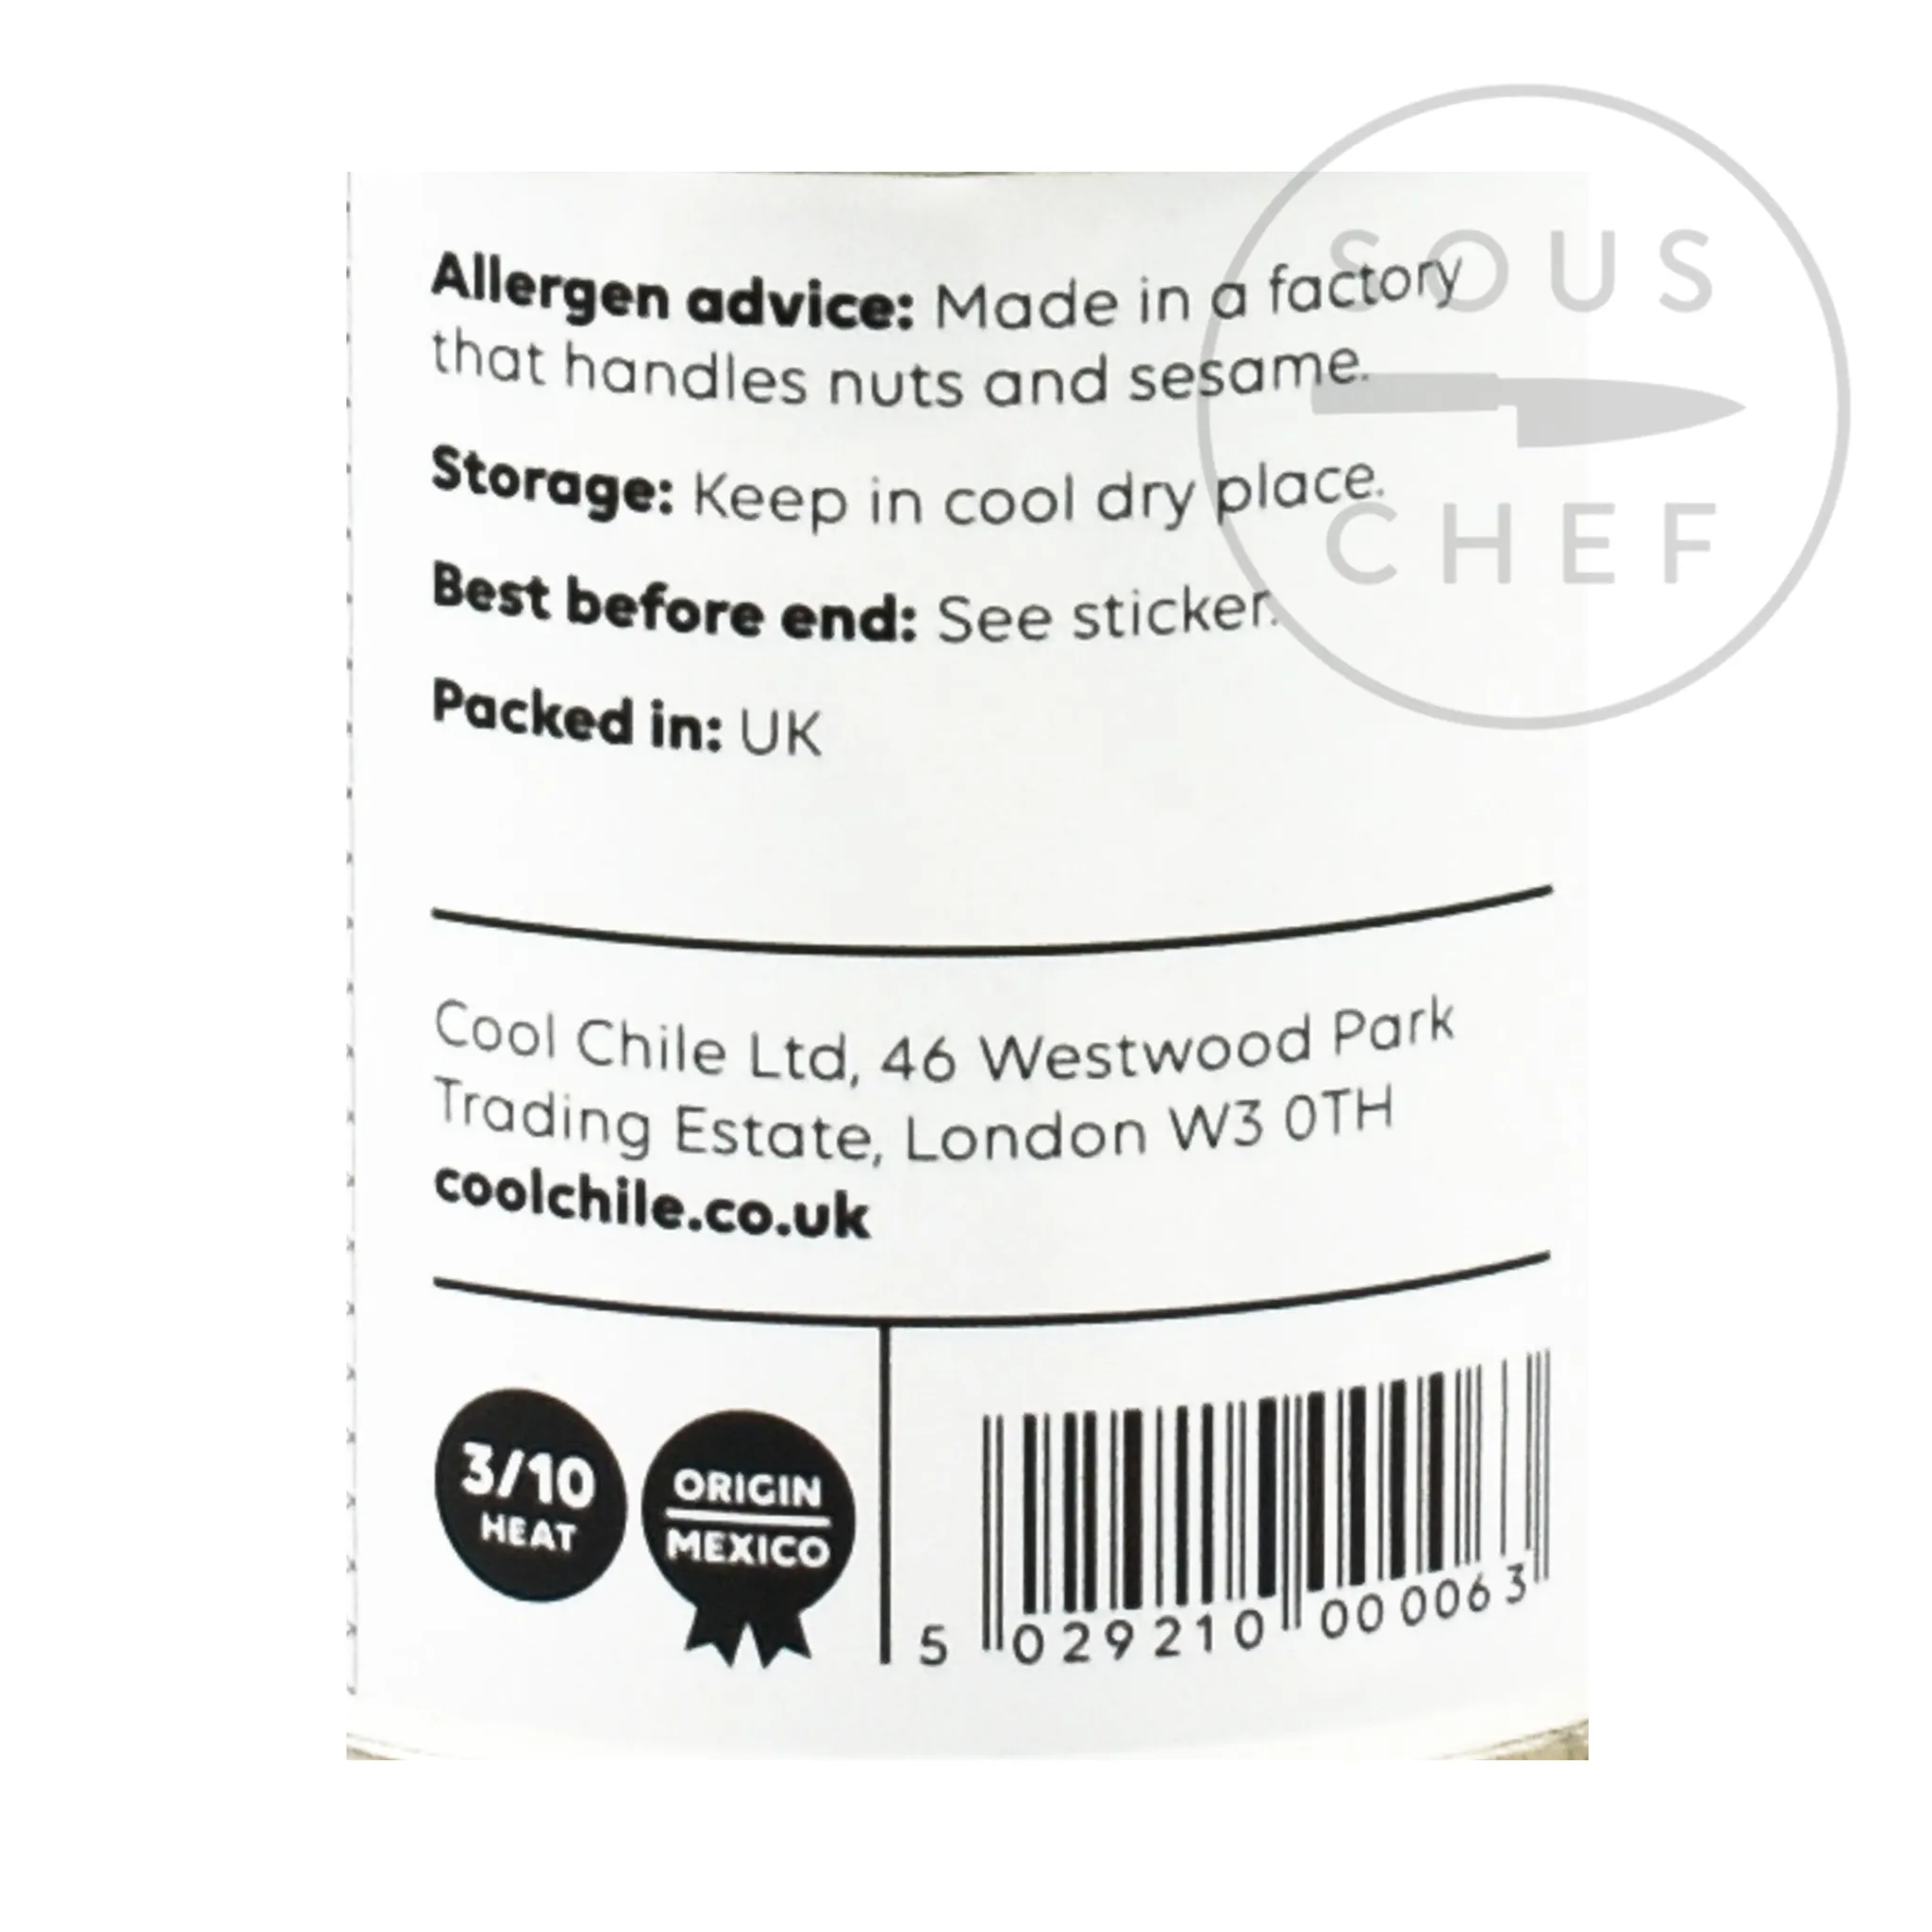 SOUS
CHEF
Allergen advice: Made in a factory
that handles nuts and sesame.
Storage: Keep in cool dry place.
Best before end: See sticker.
Packed in: UK
Cool Chile Ltd, 46 Westwood Park
Trading Estate, London W3 0TH
coolchile.co.uk
3/10
HEAT
ORIGIN
MEXICO
5 029210 000063